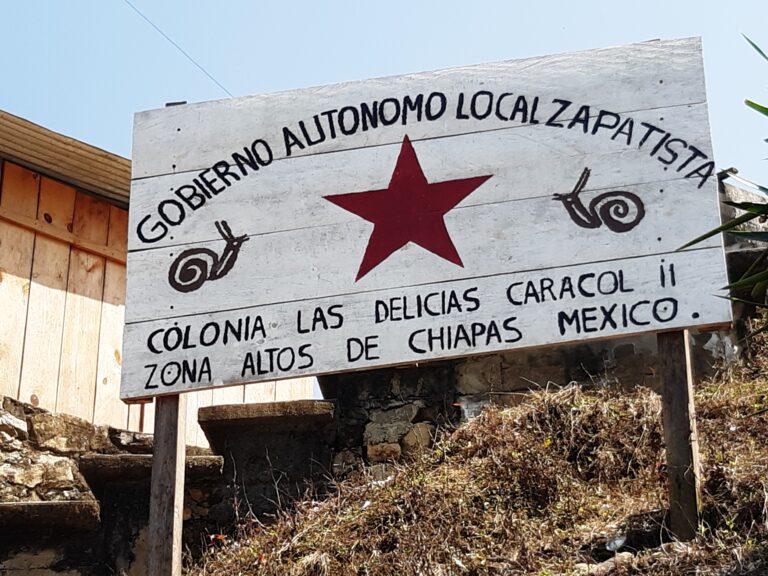 GOBIERNO AUTONOMO LOCAL ZAPATISTA
COLONIA LAS DELICIAS CARACOL II
ZONA ALTOS DE CHIAPAS MEXICO.